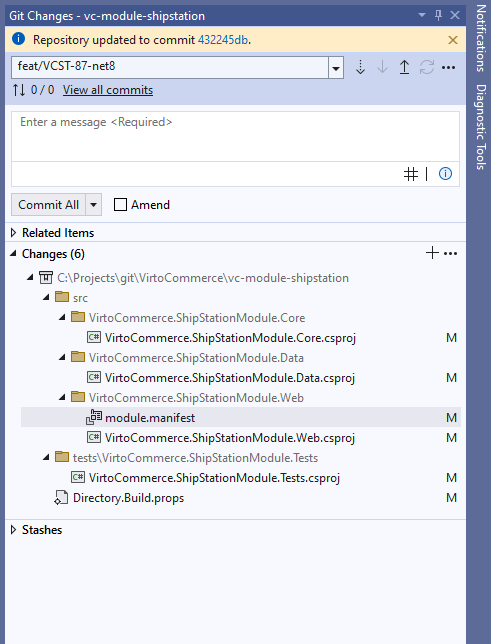 Git Changes - vc-module-shipstation
Repository updated to commit 432245db.
feat/VCST-87-net8
0 / 0 View all commits
Enter a message <Required>
Commit All
Amend
Related Items
Changes (6)
C:\Projects\git\VirtoCommerce\vc-module-shipstation
src
VirtoCommerce.ShipStationModule.Core
C# VirtoCommerce.ShipStationModule.Core.csproj M
VirtoCommerce.ShipStationModule.Data
C# VirtoCommerce.ShipStationModule.Data.csproj M
VirtoCommerce.ShipStationModule.Web
module.manifest M
C# VirtoCommerce.ShipStationModule.Web.csproj M
tests\VirtoCommerce.ShipStationModule.Tests
C# VirtoCommerce.ShipStationModule.Tests.csproj M
Directory.Build.props M
Stashes
Notifications
Diagnostic Tools